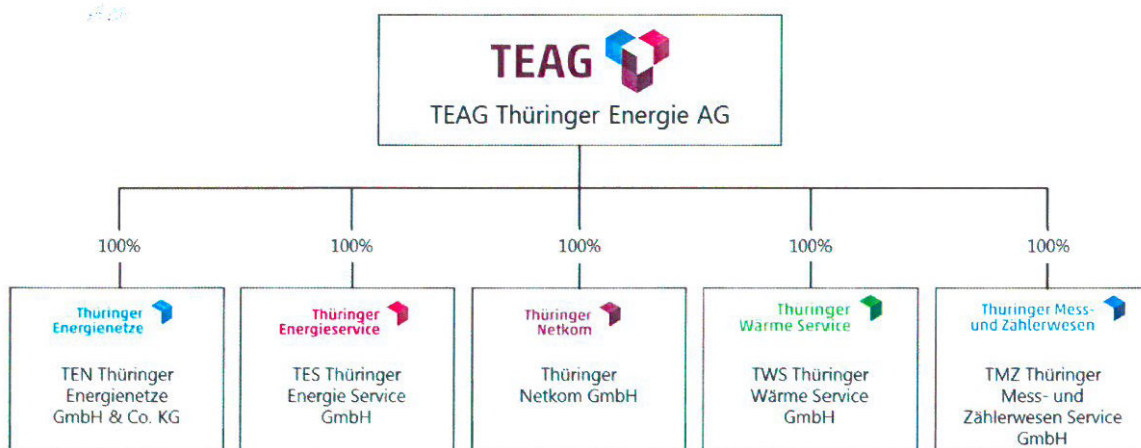 TEAG
TEAG Thüringer Energie AG
100%
100%
100%
100%
100%
Thüringer
Energienetze
TEN Thüringer
Energienetze
GmbH & Co. KG
Thüringer
Energieservice
TES Thüringer
Energie Service
GmbH
Thüringer
Netkom
Thüringer
Netkom GmbH
Thüringer
Wärme Service
TWS Thüringer
Wärme Service
GmbH
Thüringer Mess-
und Zählerwesen
TMZ Thüringer
Mess- und
Zählerwesen Service
GmbH